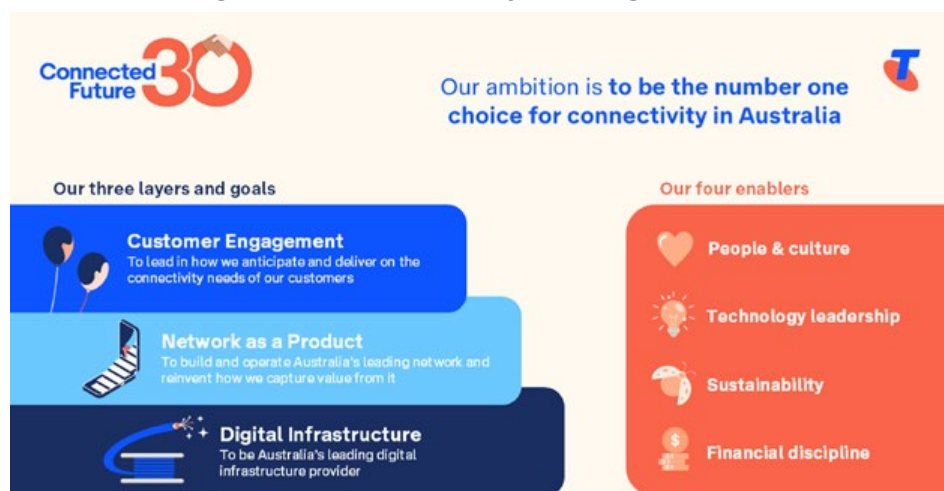 Connected
Future 30
Our ambition is to be the number one
choice for connectivity in Australia
Our three layers and goals
Customer Engagement
To lead in how we anticipate and deliver on the
connectivity needs of our customers
Network as a Product
To build and operate Australia's leading network and
reinvent how we capture value from it
Digital Infrastructure
To be Australia's leading digital
infrastructure provider
Our four enablers
People & culture
Technology leadership
Sustainability
$
Financial discipline